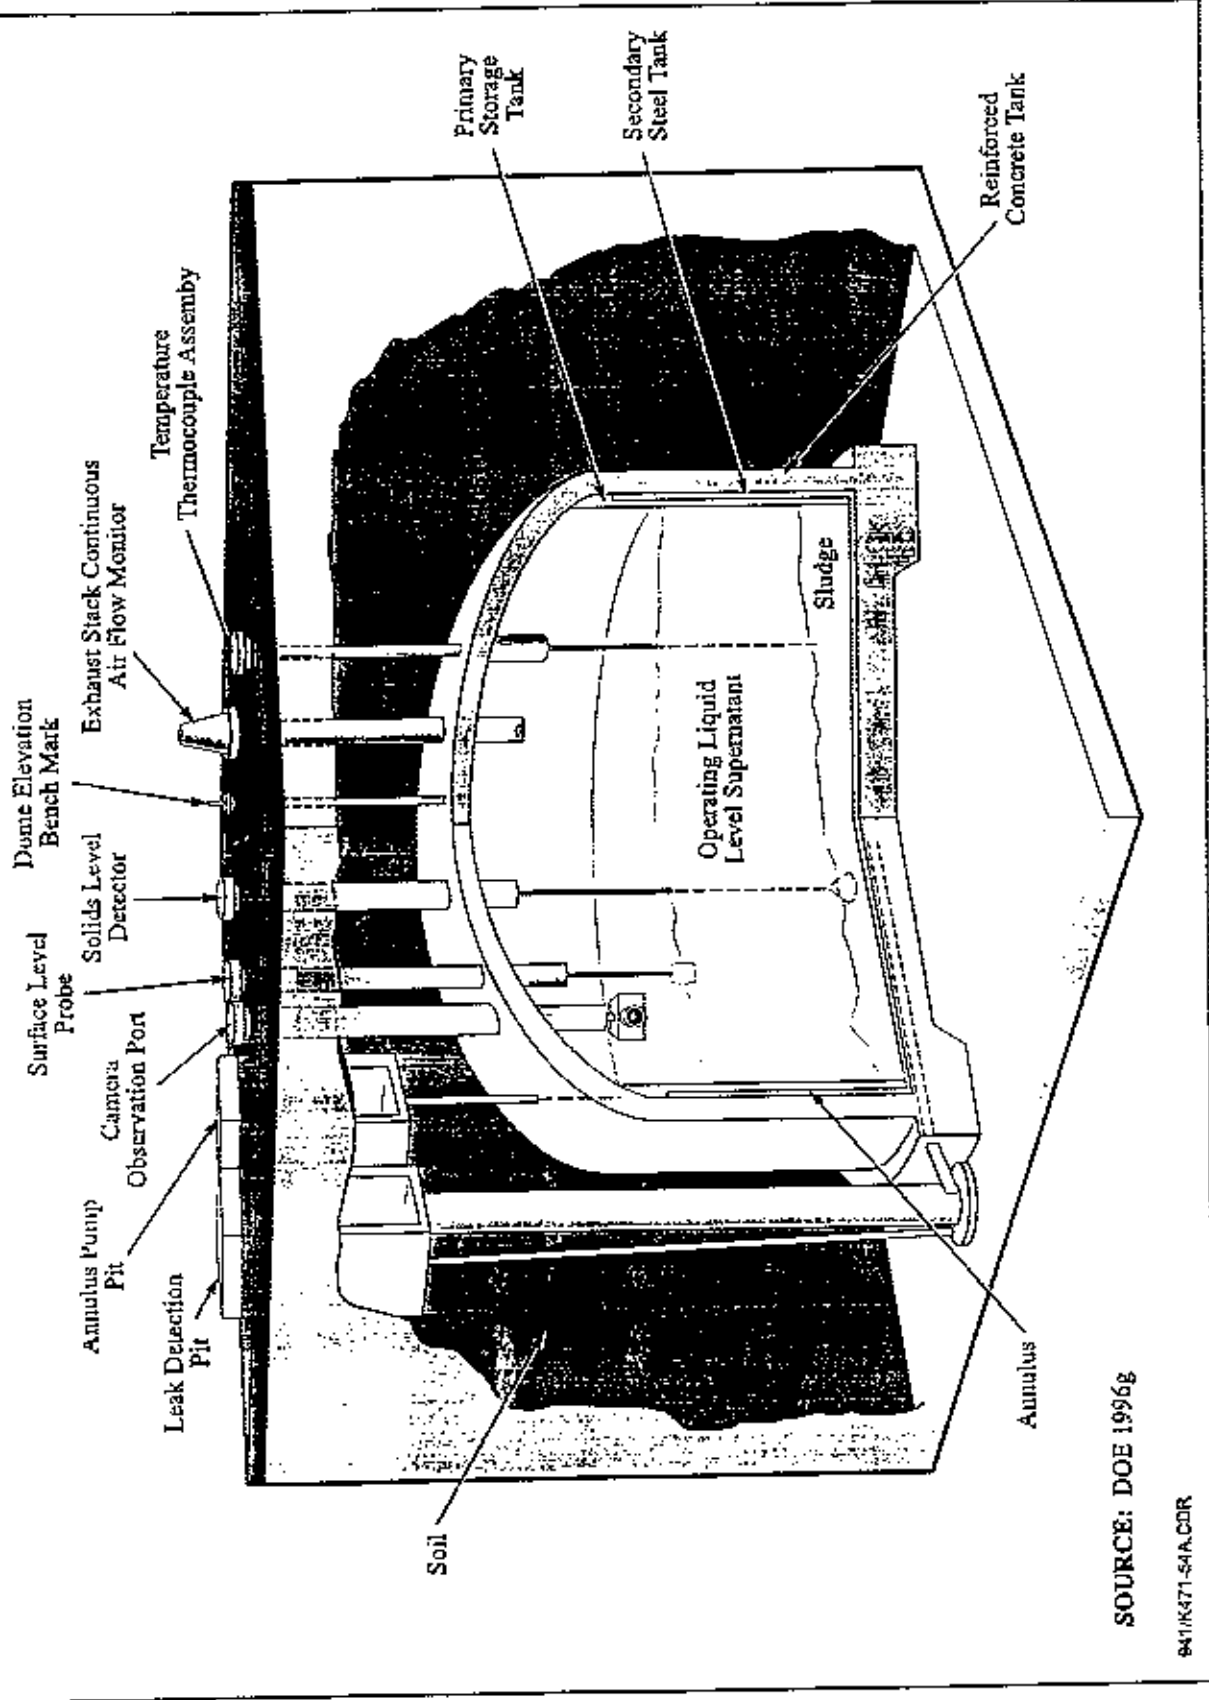 Leak Detection
Pit
Annulus Pump
Pit
Camera
Observation Port
Surface Level
Probe
Solids Level
Detector
Dome Elevation
Bench Mark
Exhaust Stack Continuous
Air Flow Monitor
Temperature
Thermocouple Assemby
Primary
Storage
Tank
Secondary
Steel Tank
Reinforced
Concrete Tank
Soil
Operating Liquid
Level Supernatant
Sludge
Annulus
SOURCE: DOE 1996g
941/K471-54A.CDR